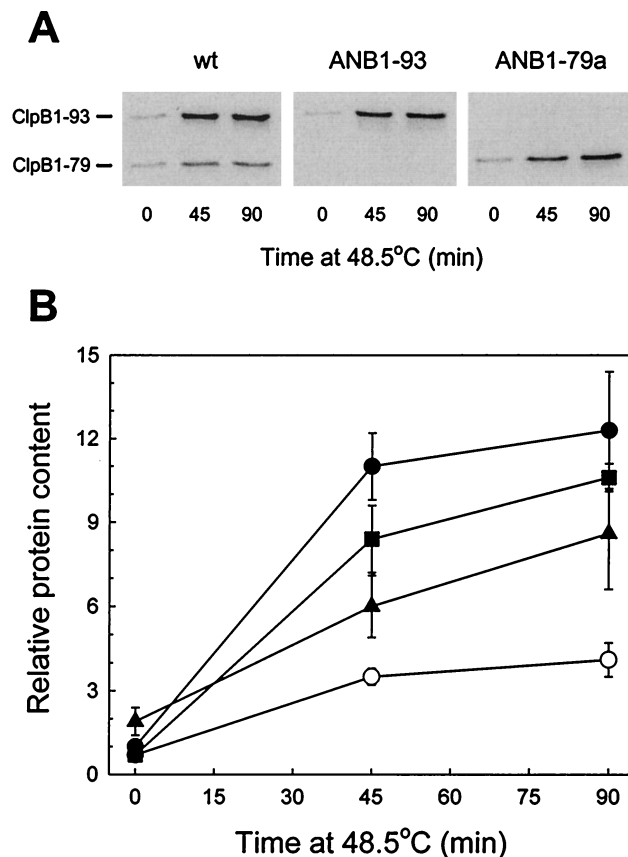 A
wt
ANB1-93
ANB1-79a
ClpB1-93
ClpB1-79
0 45 90 0 45 90 0 45 90
Time at 48.5°C (min)
B
15
12
9
6
3
0
Relative protein content
0 15 30 45 60 75 90
Time at 48.5°C (min)